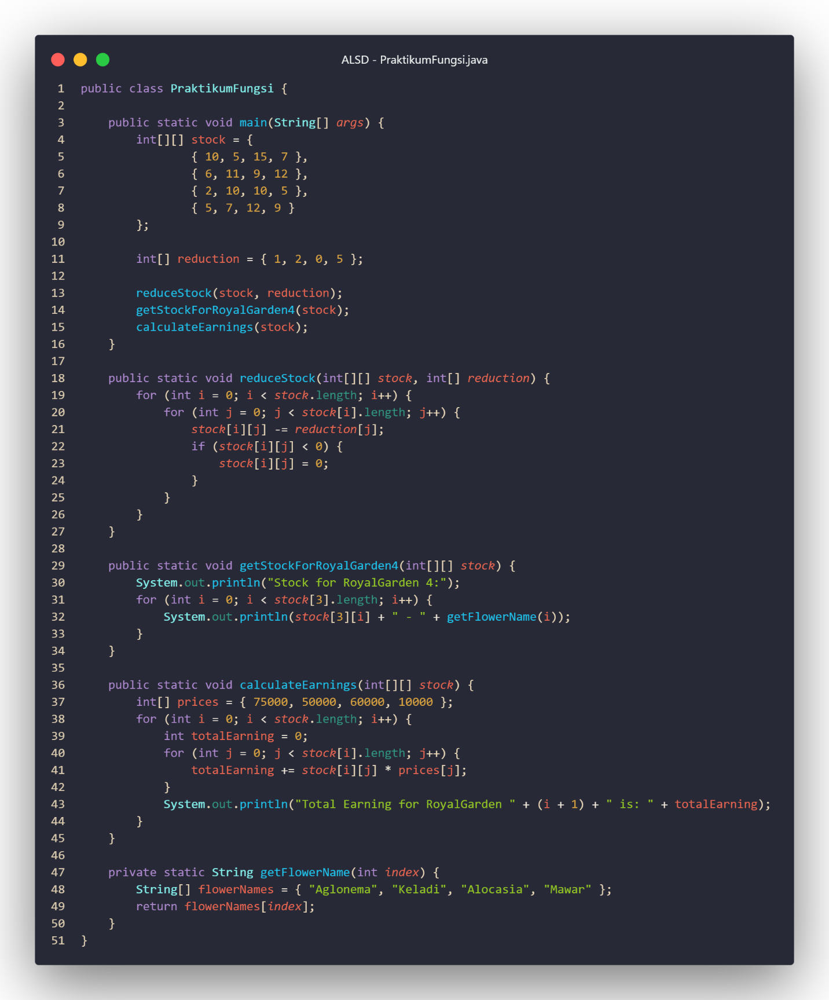 ALSD - PraktikumFungsi.java
1 public class PraktikumFungsi {
2
3     public static void main(String[] args) {
4         int[][] stock = {
5                 { 10, 5, 15, 7 },
6                 { 6, 11, 9, 12 },
7                 { 2, 10, 10, 5 },
8                 { 5, 7, 12, 9 }
9         };
10
11         int[] reduction = { 1, 2, 0, 5 };
12
13         reduceStock(stock, reduction);
14         getStockForRoyalGarden4(stock);
15         calculateEarnings(stock);
16     }
17
18     public static void reduceStock(int[][] stock, int[] reduction) {
19         for (int i = 0; i < stock.length; i++) {
20             for (int j = 0; j < stock[i].length; j++) {
21                 stock[i][j] -= reduction[j];
22                 if (stock[i][j] < 0) {
23                     stock[i][j] = 0;
24                 }
25             }
26         }
27     }
28
29     public static void getStockForRoyalGarden4(int[][] stock) {
30         System.out.println("Stock for RoyalGarden 4:");
31         for (int i = 0; i < stock[3].length; i++) {
32             System.out.println(stock[3][i] + " - " + getFlowerName(i));
33         }
34     }
35
36     public static void calculateEarnings(int[][] stock) {
37         int[] prices = { 75000, 50000, 60000, 10000 };
38         for (int i = 0; i < stock.length; i++) {
39             int totalEarning = 0;
40             for (int j = 0; j < stock[i].length; j++) {
41                 totalEarning += stock[i][j] * prices[j];
42             }
43             System.out.println("Total Earning for RoyalGarden " + (i + 1) + " is: " + totalEarning);
44         }
45     }
46
47     private static String getFlowerName(int index) {
48         String[] flowerNames = { "Aglonema", "Keladi", "Alocasia", "Mawar" };
49         return flowerNames[index];
50     }
51 }